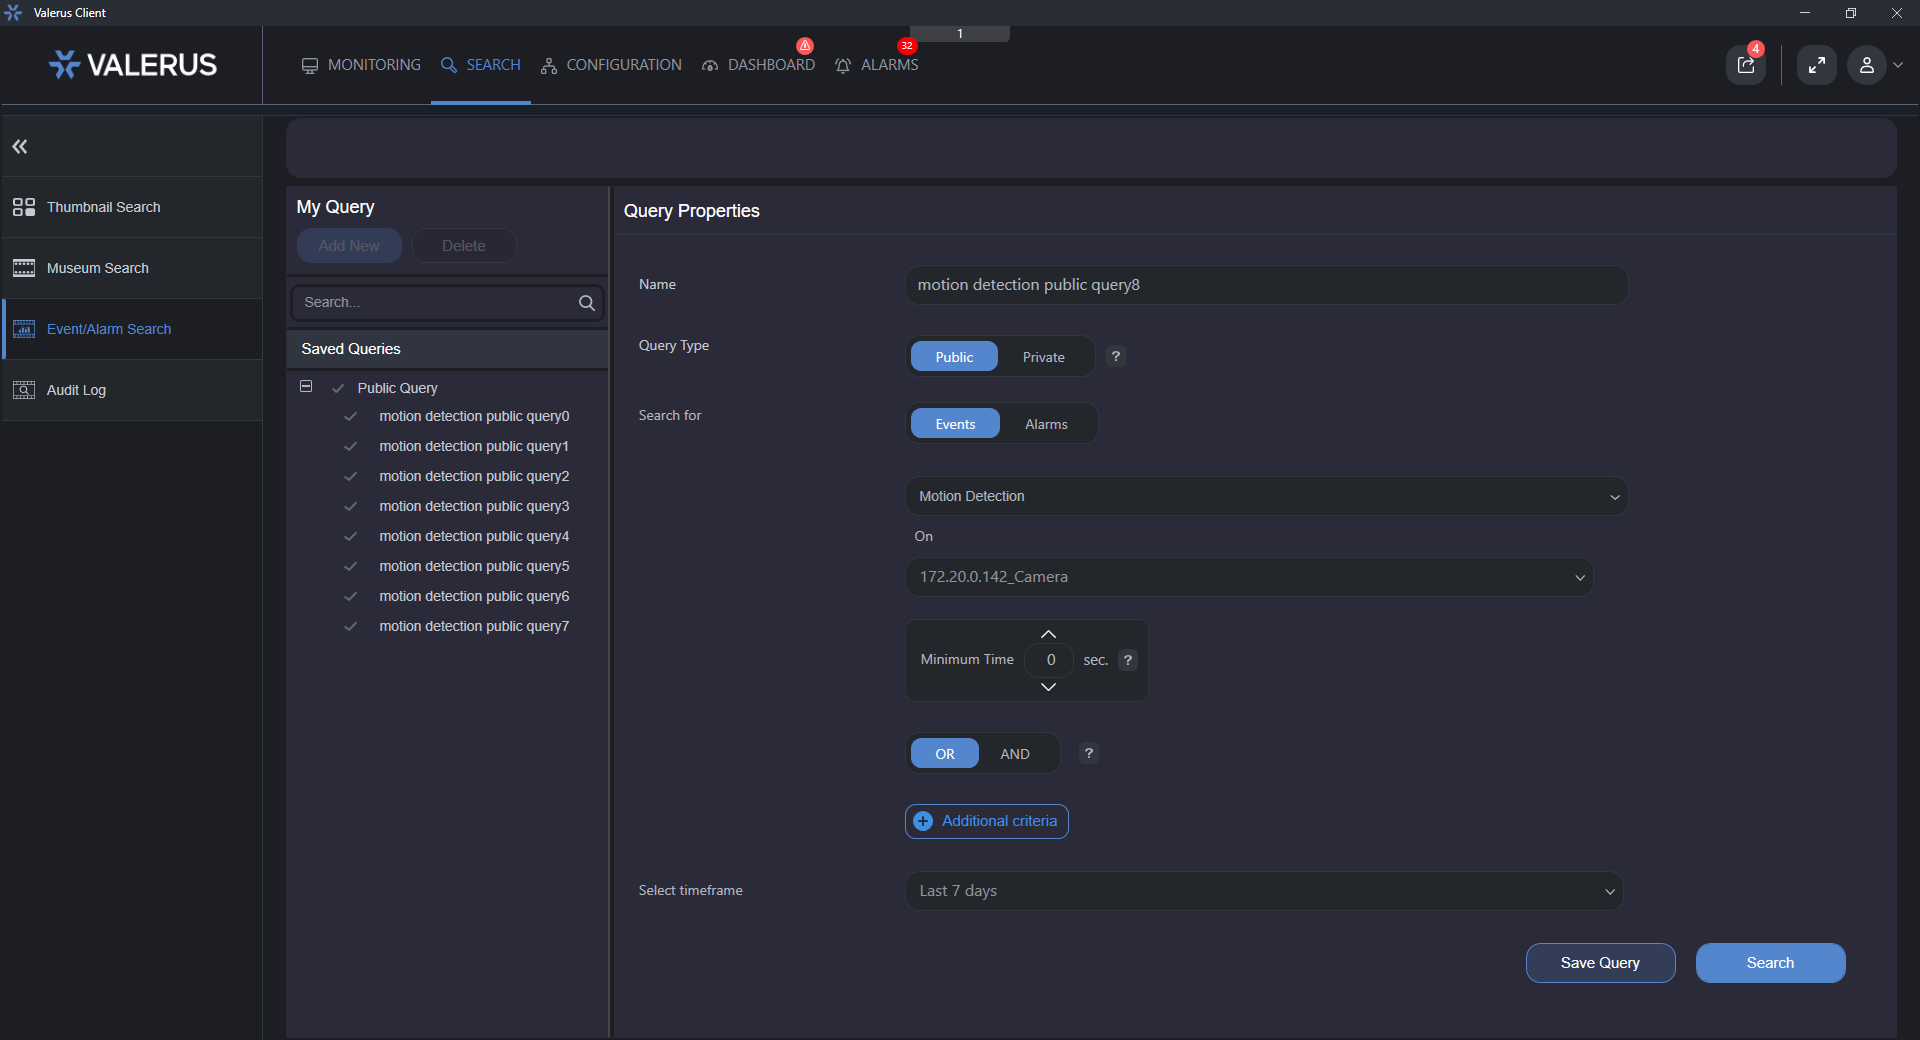 Valerus Client
1
VALERUS
MONITORING
SEARCH
CONFIGURATION
DASHBOARD
32
ALARMS
4
Thumbnail Search
Museum Search
Event/Alarm Search
Audit Log
My Query
Add New
Delete
Search...
Saved Queries
Public Query
motion detection public query0
motion detection public query1
motion detection public query2
motion detection public query3
motion detection public query4
motion detection public query5
motion detection public query6
motion detection public query7
Query Properties
Name
motion detection public query8
Query Type
Public
Private
?
Search for
Events
Alarms
Motion Detection
On
172.20.0.142_Camera
Minimum Time
0
sec.
?
OR
AND
?
Additional criteria
Select timeframe
Last 7 days
Save Query
Search